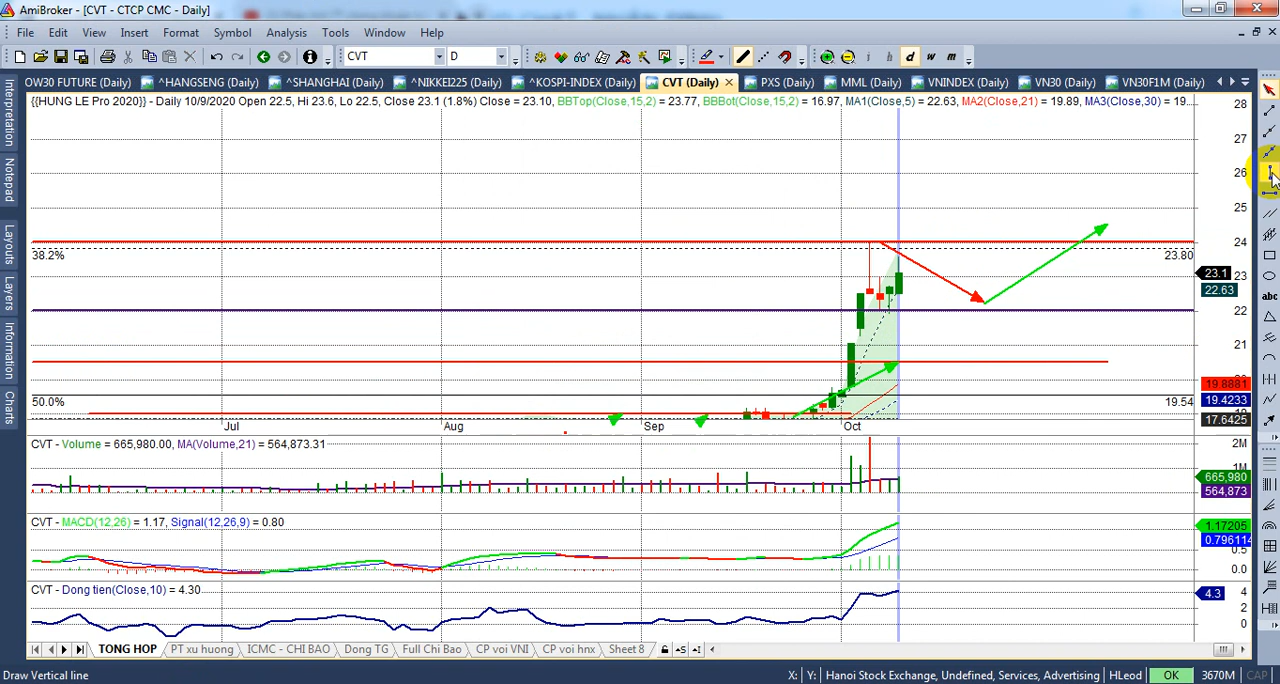 AmiBroker - [CVT - CTCP CMC - Daily]
File Edit View Insert Format Symbol Analysis Tools Window Help
CVT D i h d w m
OW30 FUTURE (Daily) ^HANGSENG (Daily) ^SHANGHAI (Daily) ^NIKKEI225 (Daily) ^KOSPI-INDEX (Daily) CVT (Daily) PXS (Daily) MML (Daily) VNINDEX (Daily) VN30 (Daily) VN30F1M (Daily)
{{HUNG LE Pro 2020}} - Daily 10/9/2020 Open 22.5, Hi 23.6, Lo 22.5, Close 23.1 (1.8%) Close = 23.10, BBTop(Close,15,2) = 23.77, BBBot(Close,15,2) = 16.97, MA1(Close,5) = 22.63, MA2(Close,21) = 19.89, MA3(Close,30) = 19...
28
27
26
25
24
38.2% 23.80
23
23.1
22.63
22
21
19.8881
50.0% 19.54
19.4233
17.6425
Jul Aug Sep Oct
CVT - Volume = 665,980.00, MA(Volume,21) = 564,873.31
2M
1M
665,980
564,873
CVT - MACD(12,26) = 1.17, Signal(12,26,9) = 0.80
1.17205
0.796114
0.5
0.0
CVT - Dong tien(Close,10) = 4.30
4
4.3
2
0
TONG HOP PT xu huong ICMC - CHI BAO Dong TG Full Chi Bao CP voi VNI CP voi hnx Sheet 8
Draw Vertical line X: Y: Hanoi Stock Exchange, Undefined, Services, Advertising HLeod OK 3670M CAP
Interpretation
Notepad
Layouts
Layers
Information
Charts
abc